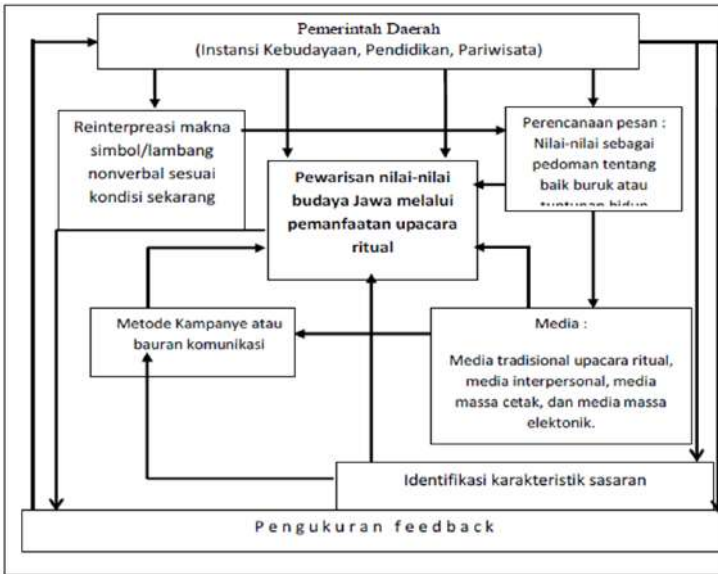 Pemerintah Daerah
(Instansi Kebudayaan, Pendidikan, Pariwisata)
Reinterpreasi makna
simbol/lambang
nonverbal sesuai
kondisi sekarang
Perencanaan pesan :
Nilai-nilai sebagai
pedoman tentang
baik buruk atau
tuntunan hidup
Pewarisan nilai-nilai
budaya Jawa melalui
pemanfaatan upacara
ritual
Metode Kampanye atau
bauran komunikasi
Media :
Media tradisional upacara ritual,
media interpersonal, media
massa cetak, dan media massa
elektonik.
Identifikasi karakteristik sasaran
Pengukuran feedback